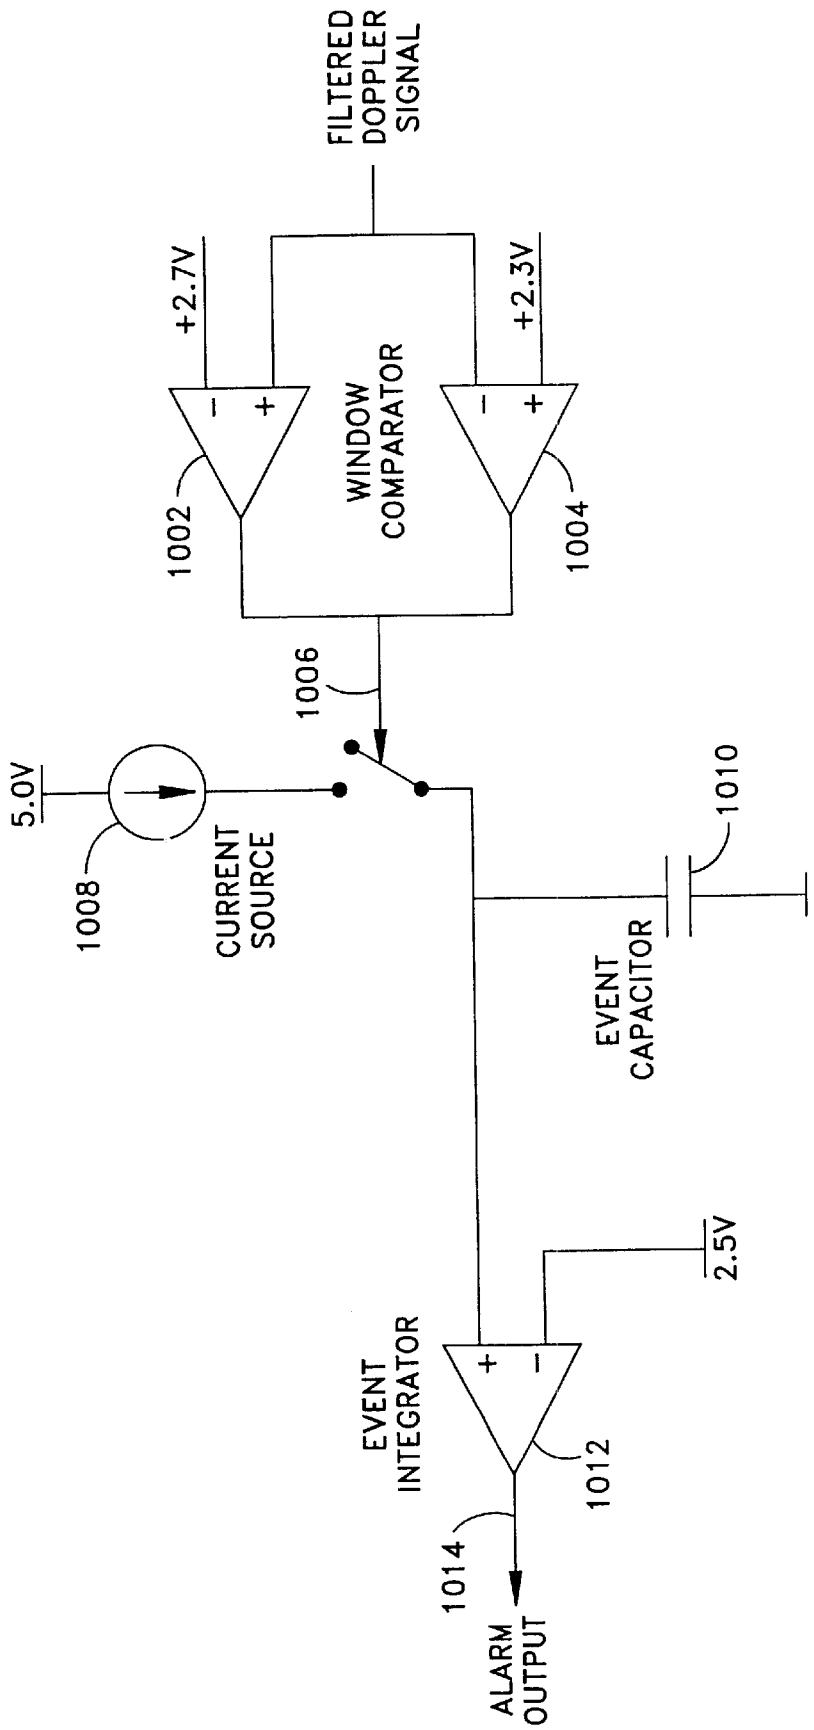 FILTERED
DOPPLER
SIGNAL
+2.7V
+2.3V
-
+
-
+
WINDOW
COMPARATOR
1002
1004
1006
5.0V
1008
CURRENT
SOURCE
EVENT
CAPACITOR
1010
2.5V
EVENT
INTEGRATOR
+
-
1012
1014
ALARM
OUTPUT